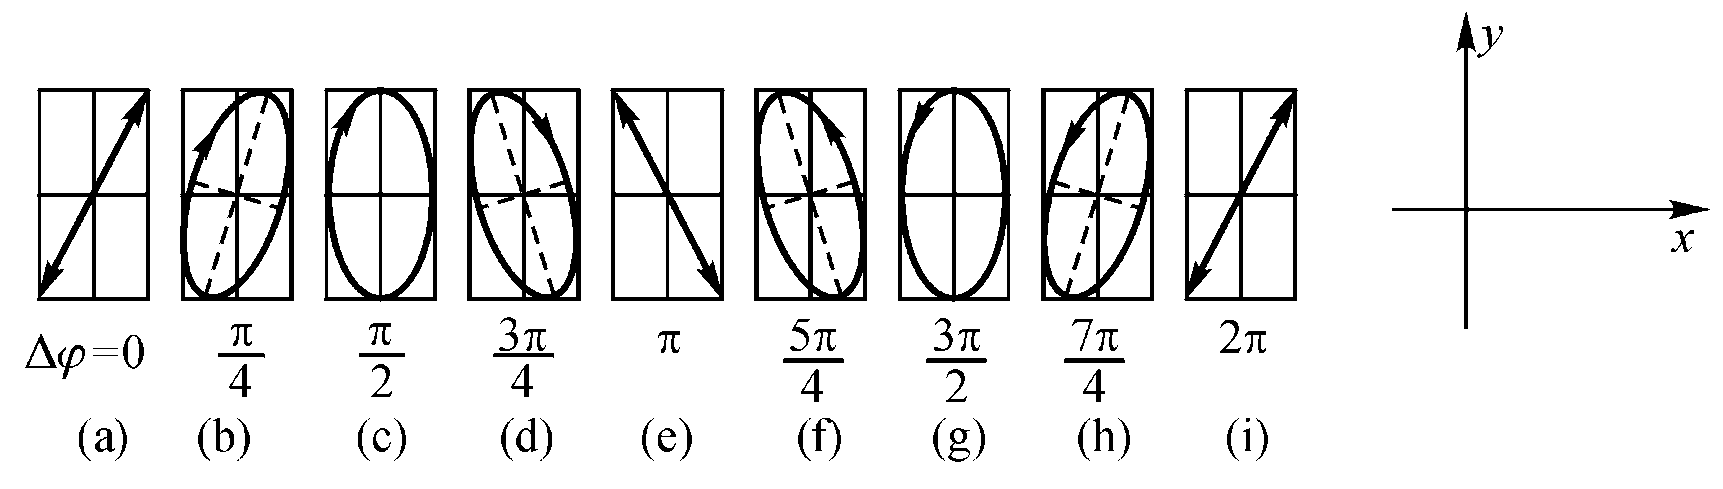 y
x
Δφ=0 π/4 π/2 3π/4 π 5π/4 3π/2 7π/4 2π
(a) (b) (c) (d) (e) (f) (g) (h) (i)